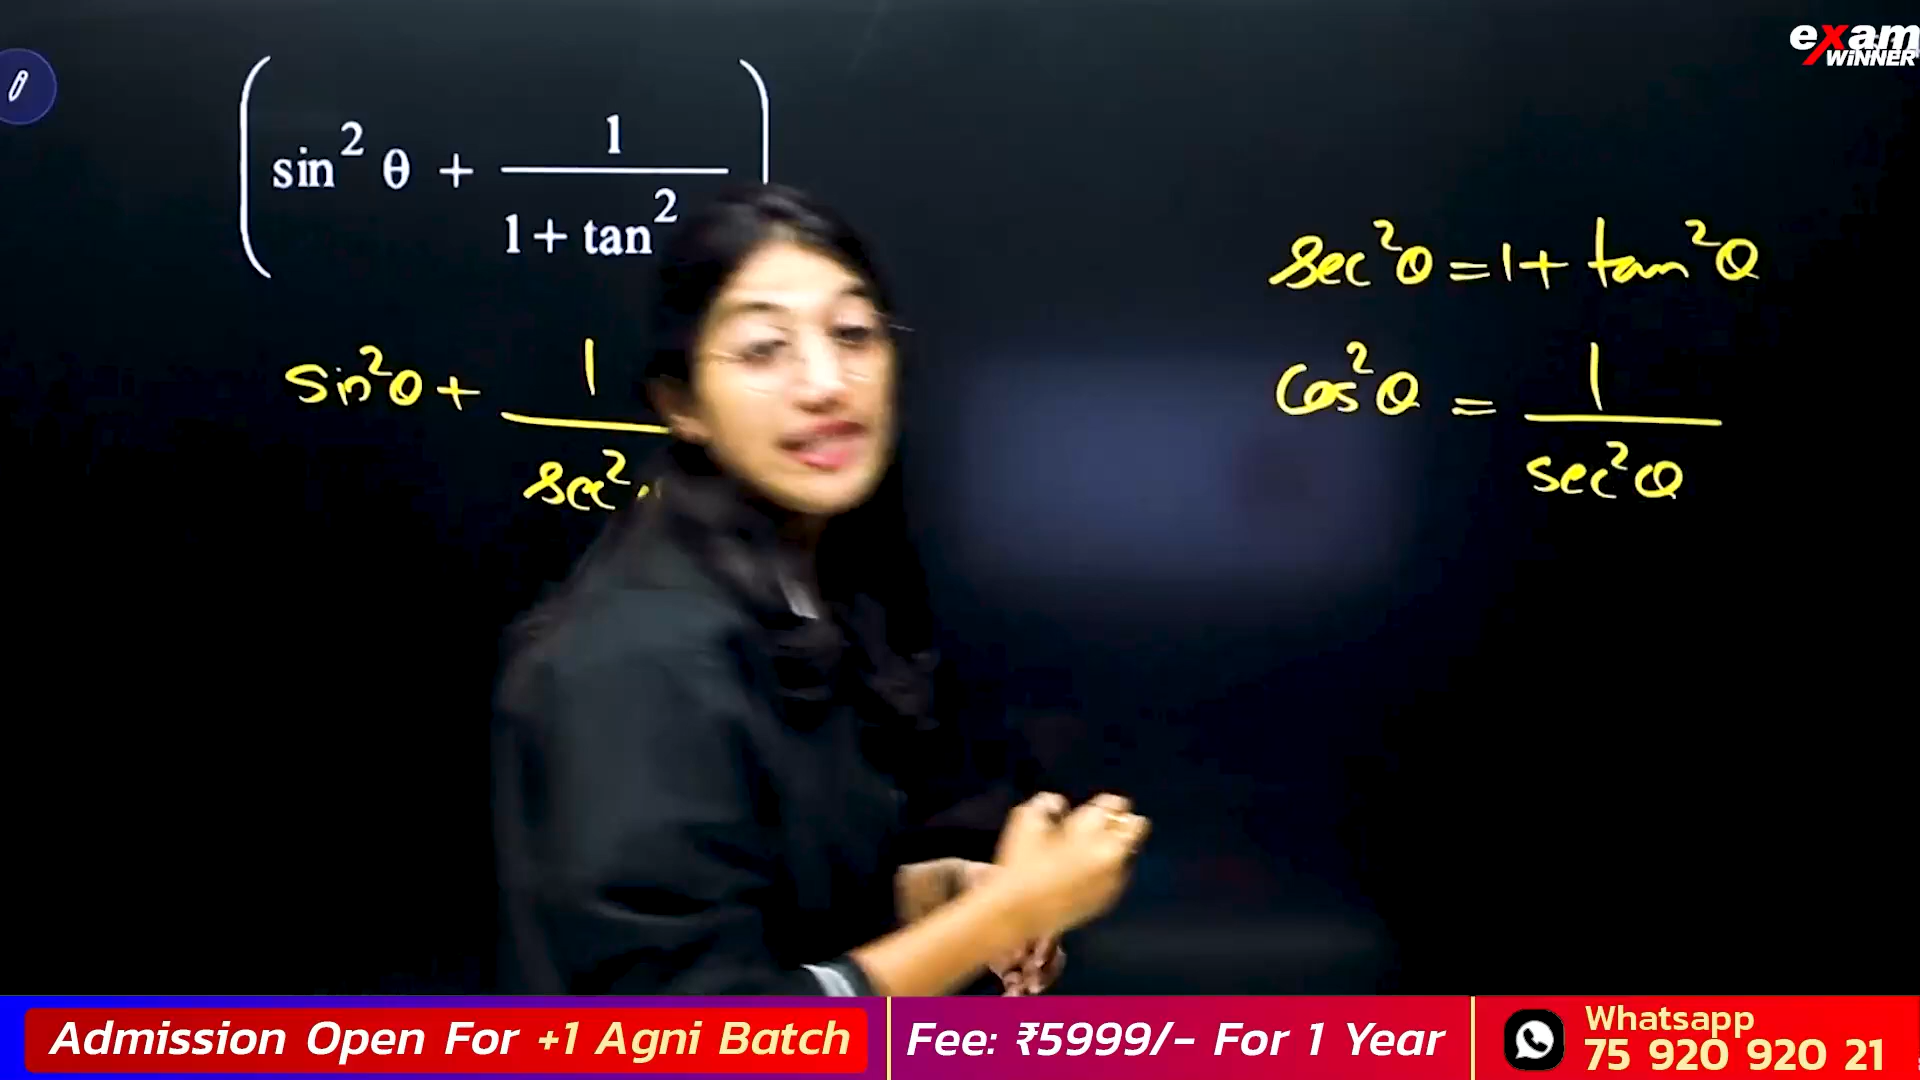 exam
WiNNER
( sin² θ + 1 / 1 + tan² )
sec²θ = 1 + tan²θ
sin²θ + 1 / sec²
cos²θ = 1 / sec²θ
Admission Open For +1 Agni Batch
Fee: ₹5999/- For 1 Year
Whatsapp
75 920 920 21